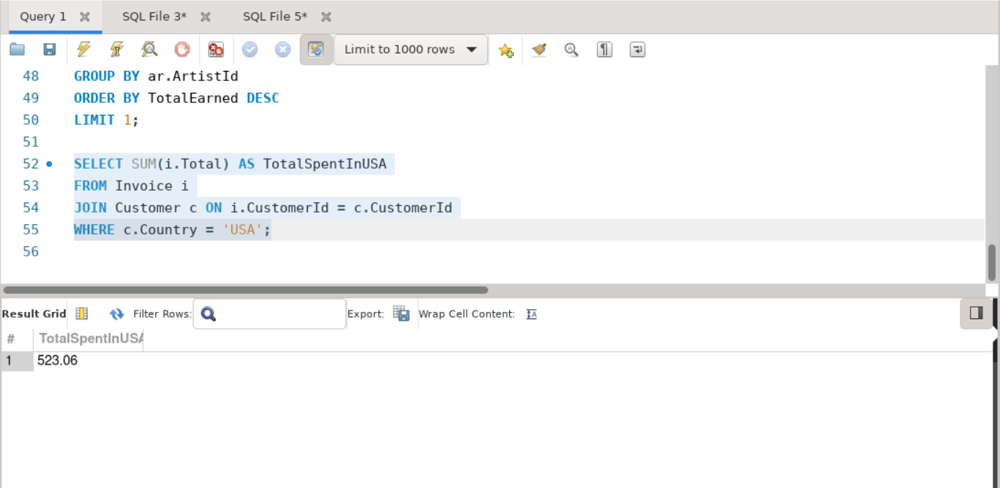 Query 1 SQL File 3* SQL File 5*
Limit to 1000 rows
48 GROUP BY ar.ArtistId
49 ORDER BY TotalEarned DESC
50 LIMIT 1;
51
52 SELECT SUM(i.Total) AS TotalSpentInUSA
53 FROM Invoice i
54 JOIN Customer c ON i.CustomerId = c.CustomerId
55 WHERE c.Country = 'USA';
56
Result Grid Filter Rows: Export: Wrap Cell Content:
# TotalSpentInUSA
1 523.06